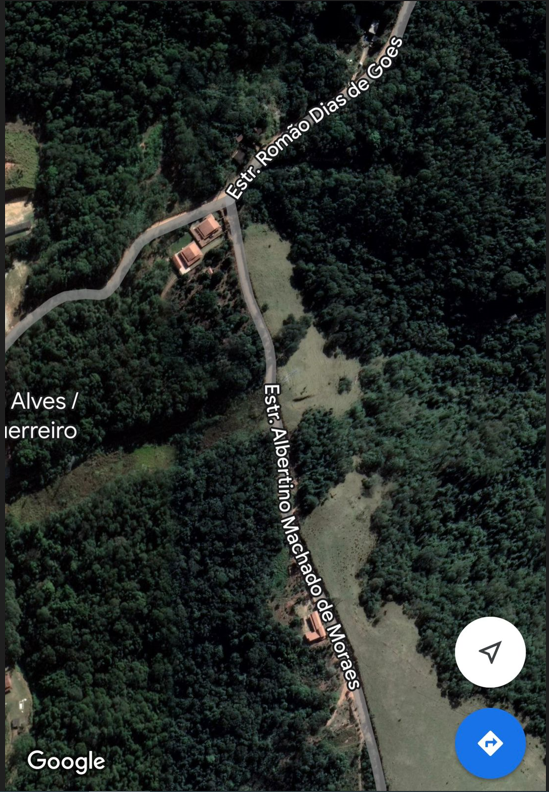 Estr. Romão Dias de Goes
Alves /
uerreiro
Estr. Albertino Machado de Moraes
Google